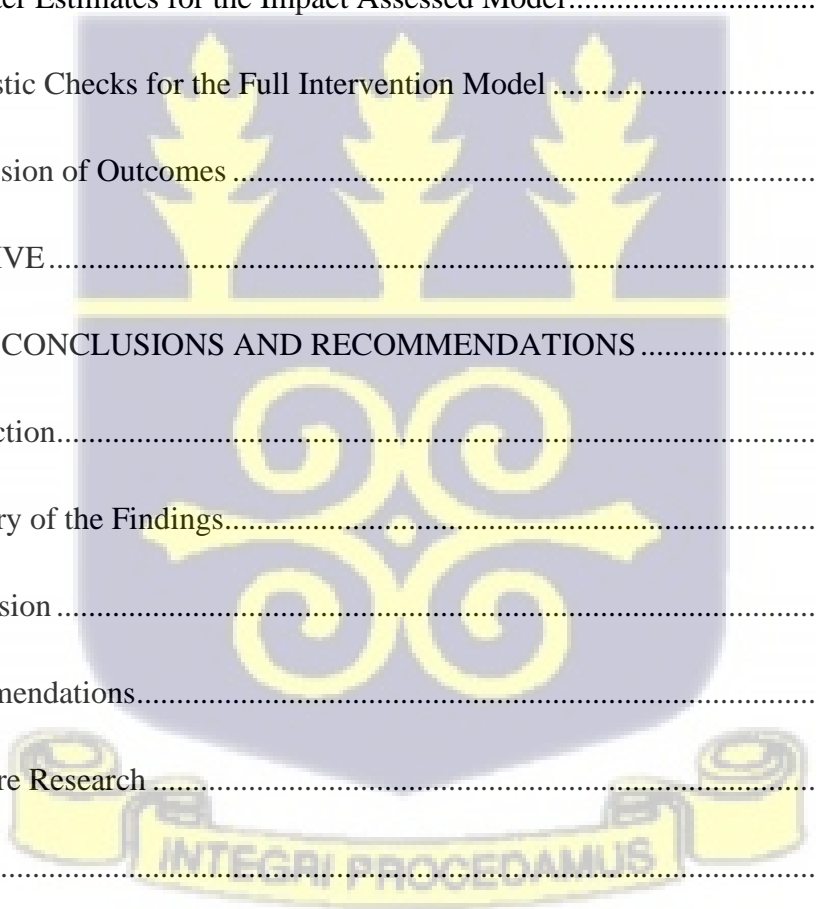 ter Estimates for the Impact Assessed Model..............................
stic Checks for the Full Intervention Model ..............................
sion of Outcomes ....................................................................
IVE ............................................................................................
CONCLUSIONS AND RECOMMENDATIONS ....................
ction..........................................................................................
ry of the Findings......................................................................
sion ...........................................................................................
mendations................................................................................
re Research ..............................................................................
INTEGRI PROCEDAMUS
..................................................................................................